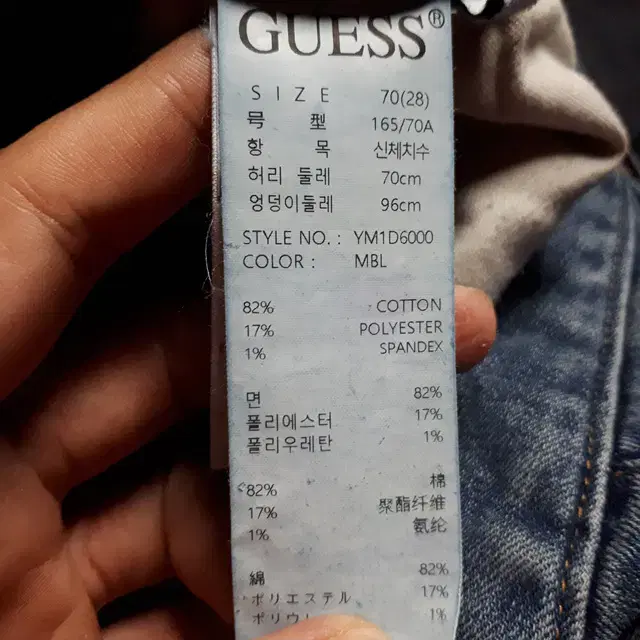 GUESS®
SIZE 70(28)
号 型 165/70A
항 목 신체치수
허리 둘레 70cm
엉덩이둘레 96cm
STYLE NO. : YM1D6000
COLOR : MBL
82% COTTON
17% POLYESTER
1% SPANDEX
면 82%
폴리에스터 17%
폴리우레탄 1%
82% 棉
17% 聚酯纤维
1% 氨纶
綿 82%
ポリエステル 17%
1%